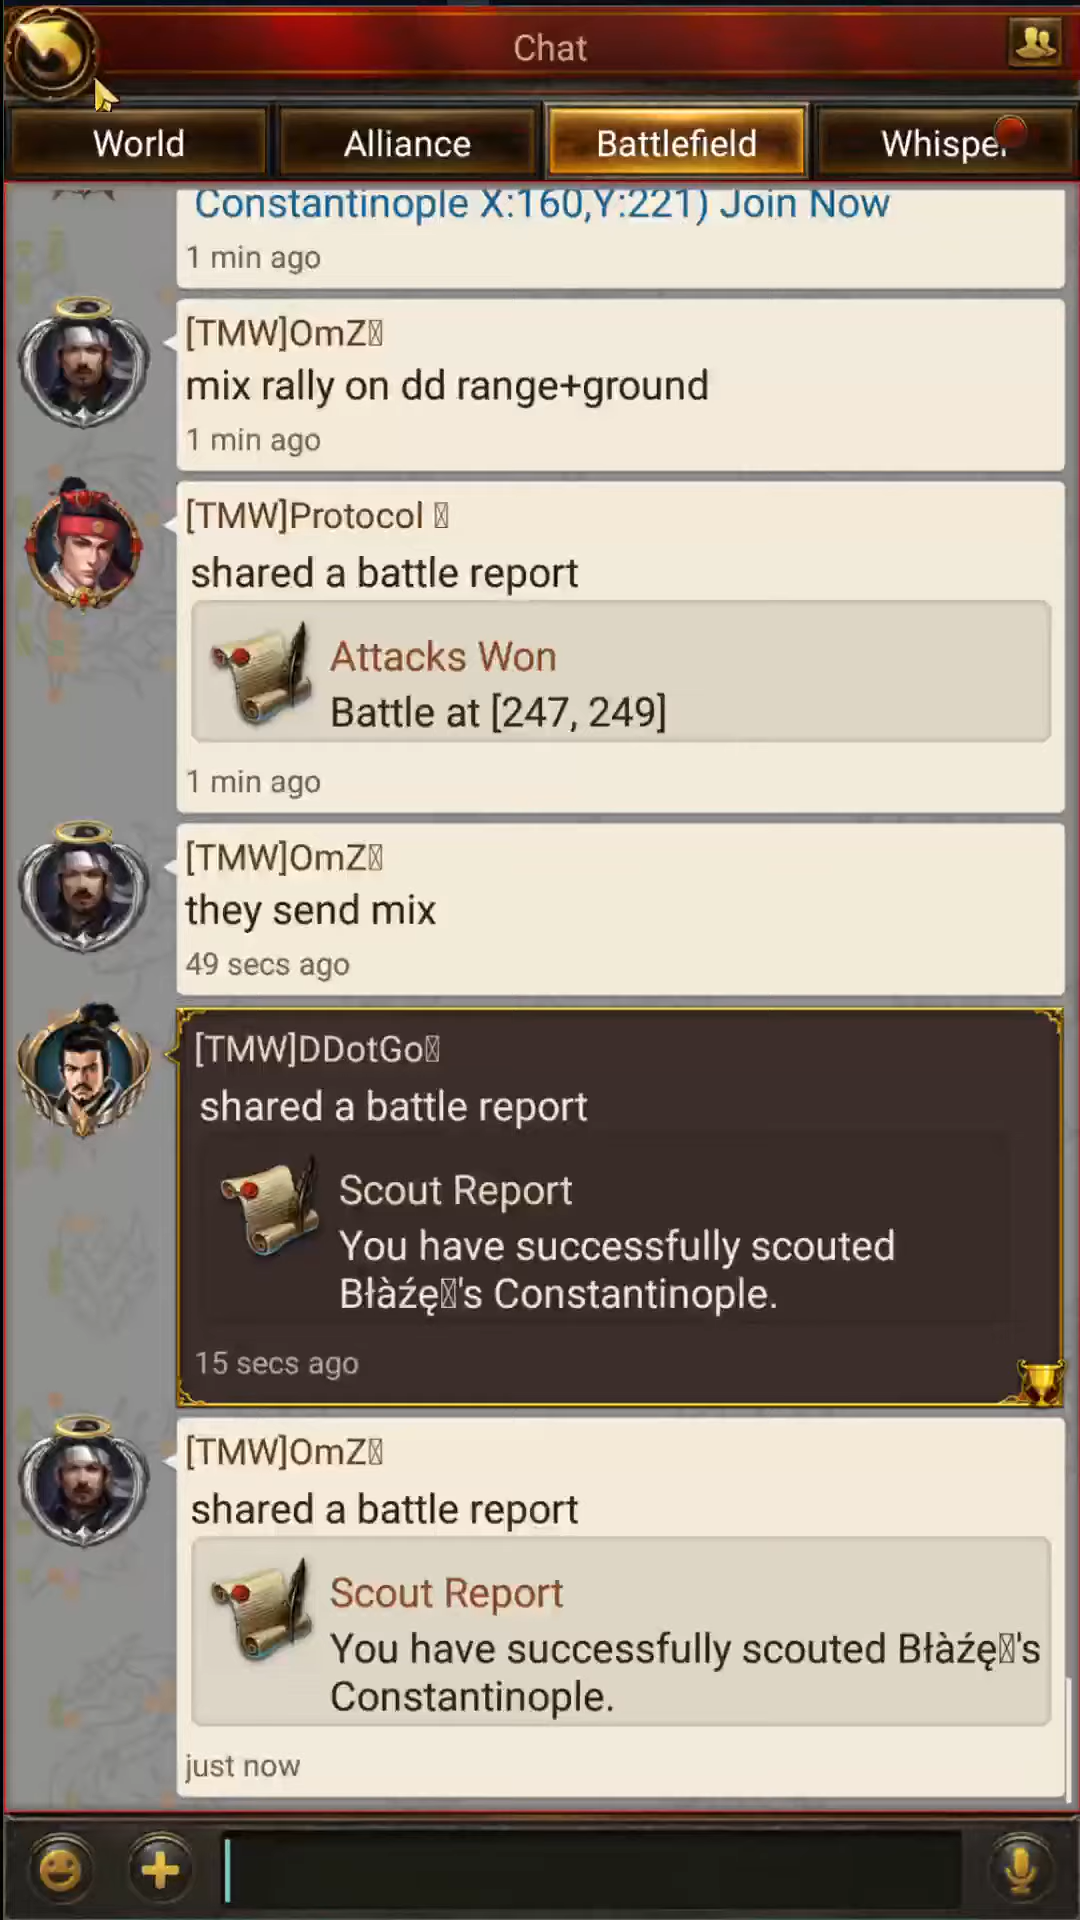 Chat
World
Alliance
Battlefield
Whisper
Constantinople X:160,Y:221) Join Now
1 min ago
[TMW]OmZ
mix rally on dd range+ground
1 min ago
[TMW]Protocol
shared a battle report
Attacks Won
Battle at [247, 249]
1 min ago
[TMW]OmZ
they send mix
49 secs ago
[TMW]DDotGo
shared a battle report
Scout Report
You have successfully scouted
Błàźę's Constantinople.
15 secs ago
[TMW]OmZ
shared a battle report
Scout Report
You have successfully scouted Błàźę's
Constantinople.
just now